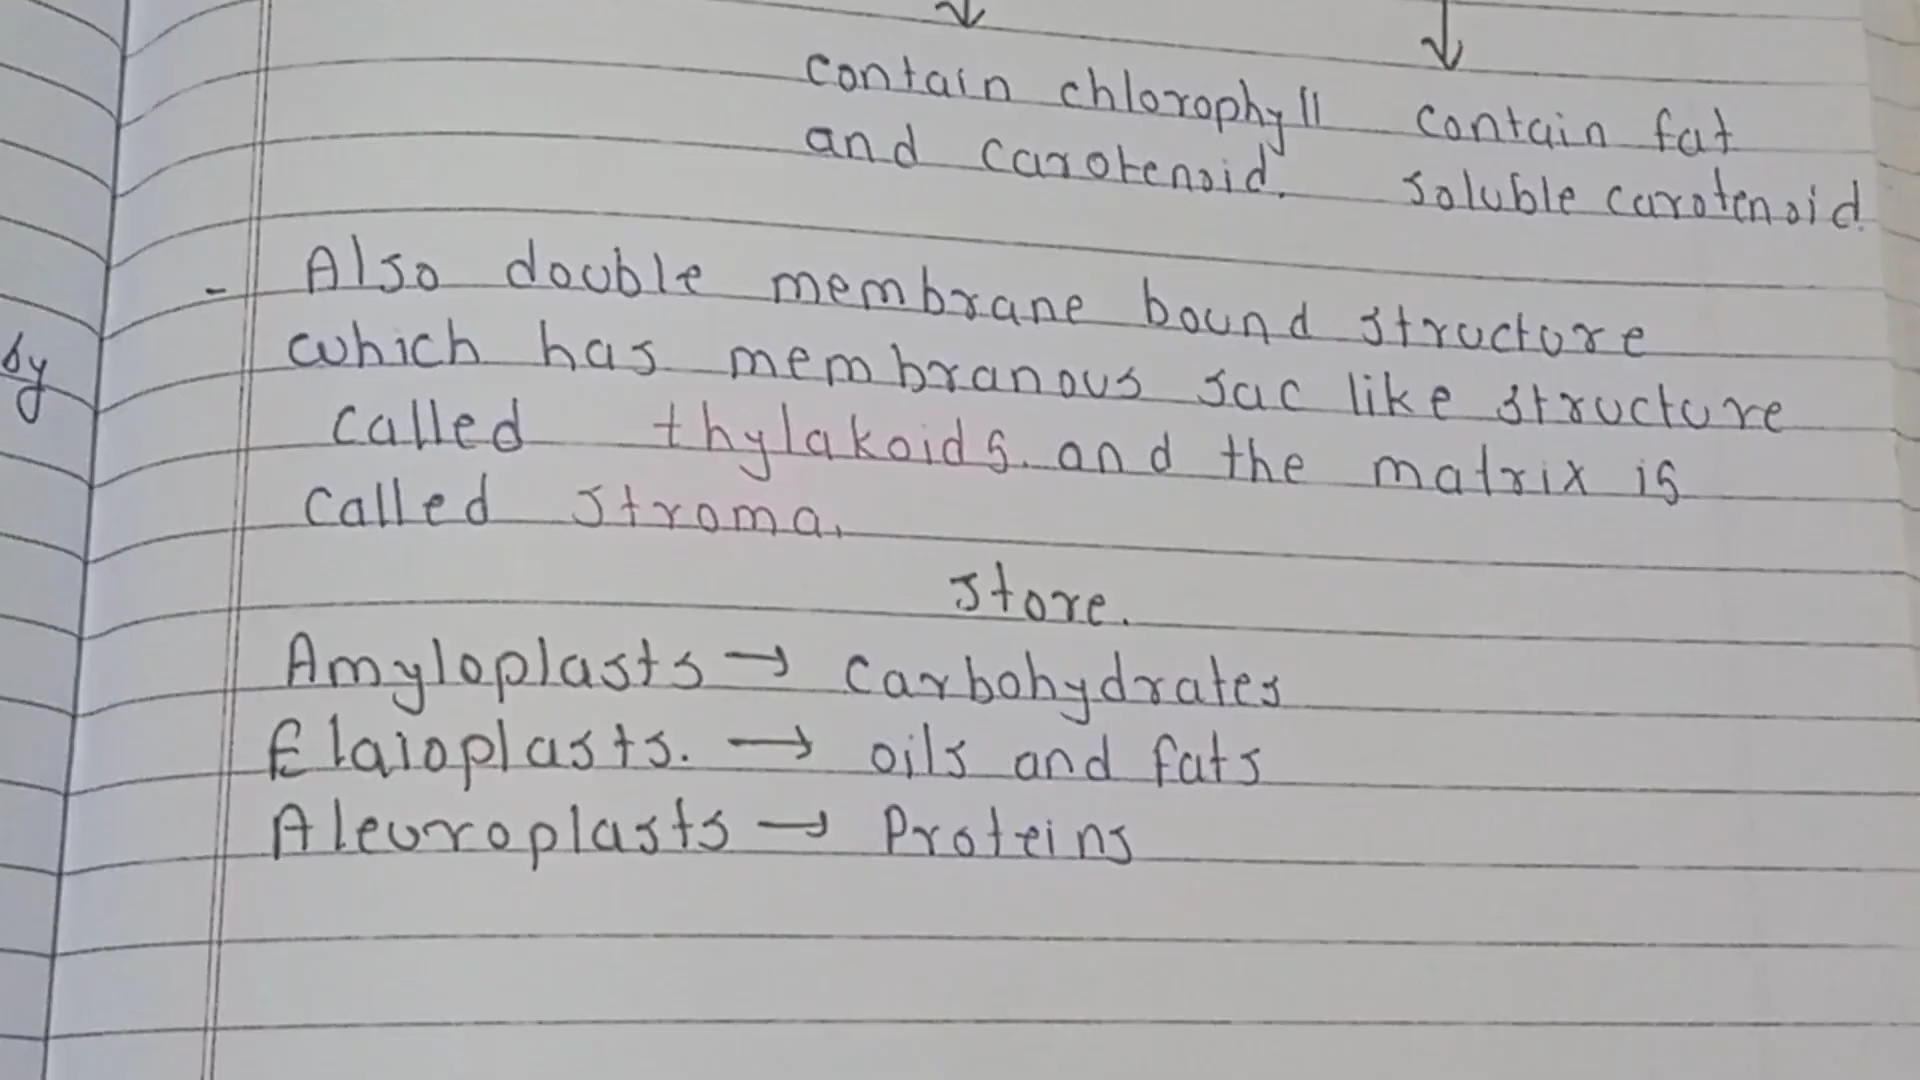 contain chlorophyll contain fat
and carotenoid. soluble carotenoid.
- Also double membrane bound structure
by
which has membranous sac like structure
called thylakoids. and the matrix is
called stroma.
store.
Amyloplasts → carbohydrates
Elaioplasts. → oils and fats
Aleuroplasts → Proteins